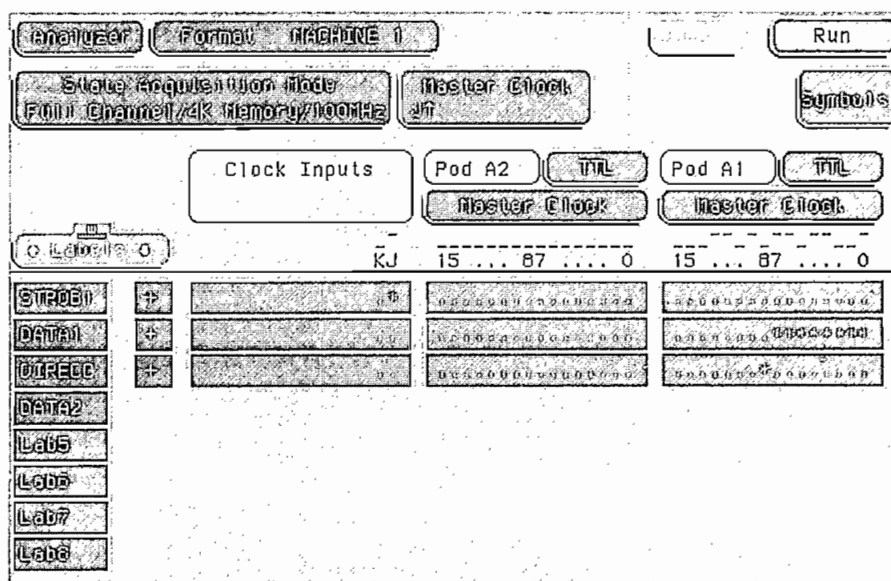 Analyzer Format MACHINE 1 Run
State Acquisition Mode
Full Channel/4K Memory/100MHz
Master Clock
J↑
Symbols
Clock Inputs Pod A2 TTL Pod A1 TTL
Master Clock Master Clock
Labels
KJ 15 ... 87 .... 0 15 ... 87 .... 0
STROB1 +
DATA1 +
DIRECC +
DATA2
Lab5
Lab6
Lab7
Lab8